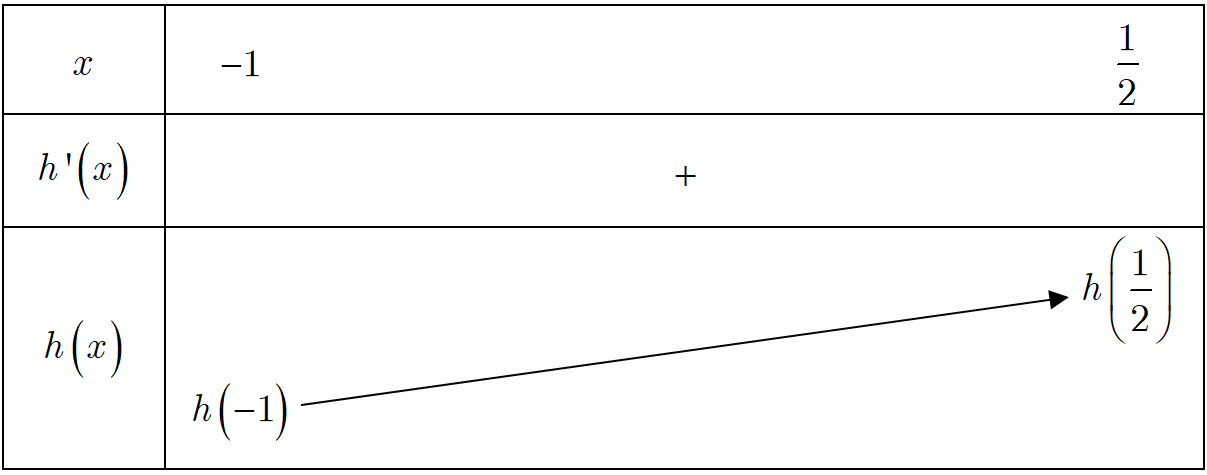 x −1 1/2
h'(x) +
h(x) h(−1) h(1/2)